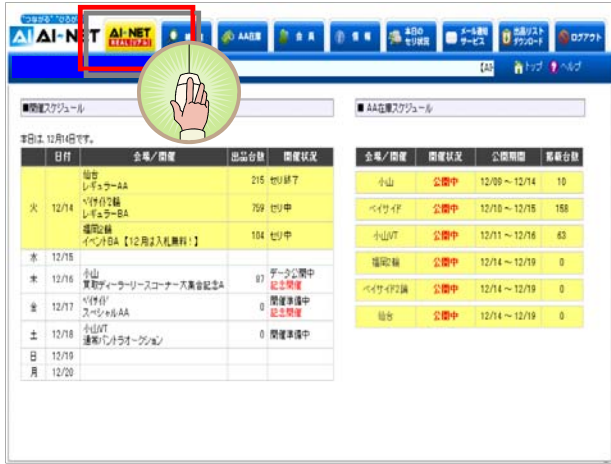 AI-NET
AI-NET
REALリアル
AA在庫
会員
本日の
セリ状況
メール通知
サービス
出品リスト
ダウンロード
ログアウト
トップ
ヘルプ
■開催スケジュール
本日は、12月14日です。
日付 会場/開催 出品台数 開催状況
火 12/14
仙台
レギュラーAA 215 セリ終了
ベイサイド2輪
レギュラーBA 759 セリ中
福岡2輪
イベントBA【12月は入札無料!】 104 セリ中
水 12/15
木 12/16
小山
買取ディーラーリースコーナー大集合記念A 87 データ公開中
記念開催
金 12/17
ベイサイド
スペシャルAA 0 開催準備中
記念開催
土 12/18
小山VT
通常バントラオークション 0 開催準備中
日 12/19
月 12/20
■ AA在庫スケジュール
会場/開催 開催状況 公開期間 掲載台数
小山 公開中 12/09 ～ 12/14 10
ベイサイド 公開中 12/10 ～ 12/15 158
小山VT 公開中 12/11 ～ 12/16 63
福岡2輪 公開中 12/14 ～ 12/19 0
ベイサイド2輪 公開中 12/14 ～ 12/19 0
仙台 公開中 12/14 ～ 12/19 0